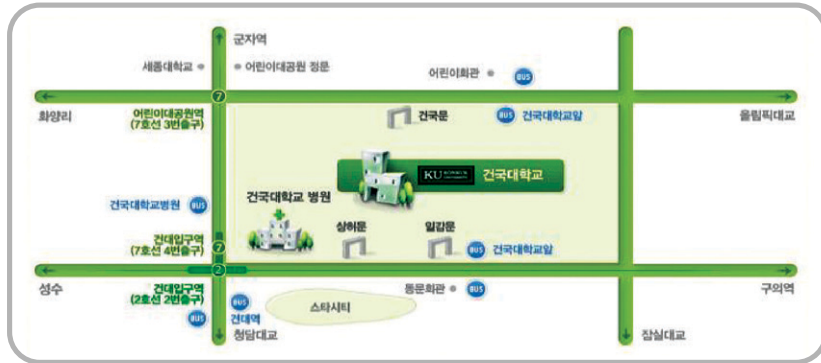 군자역
세종대학교
어린이대공원 정문
어린이회관
BUS
7
화양리
어린이대공원역
(7호선 3번출구)
건국문
BUS 건국대학교앞
올림픽대교
KU 건국대학교
건국대학교병원 BUS
건국대학교 병원
건대입구역
(7호선 4번출구)
7
상허문
일감문
BUS 건국대학교앞
2
성수
건대입구역
(2호선 2번출구)
동문회관
BUS
구의역
BUS
건대역
BUS
스타시티
청담대교
잠실대교